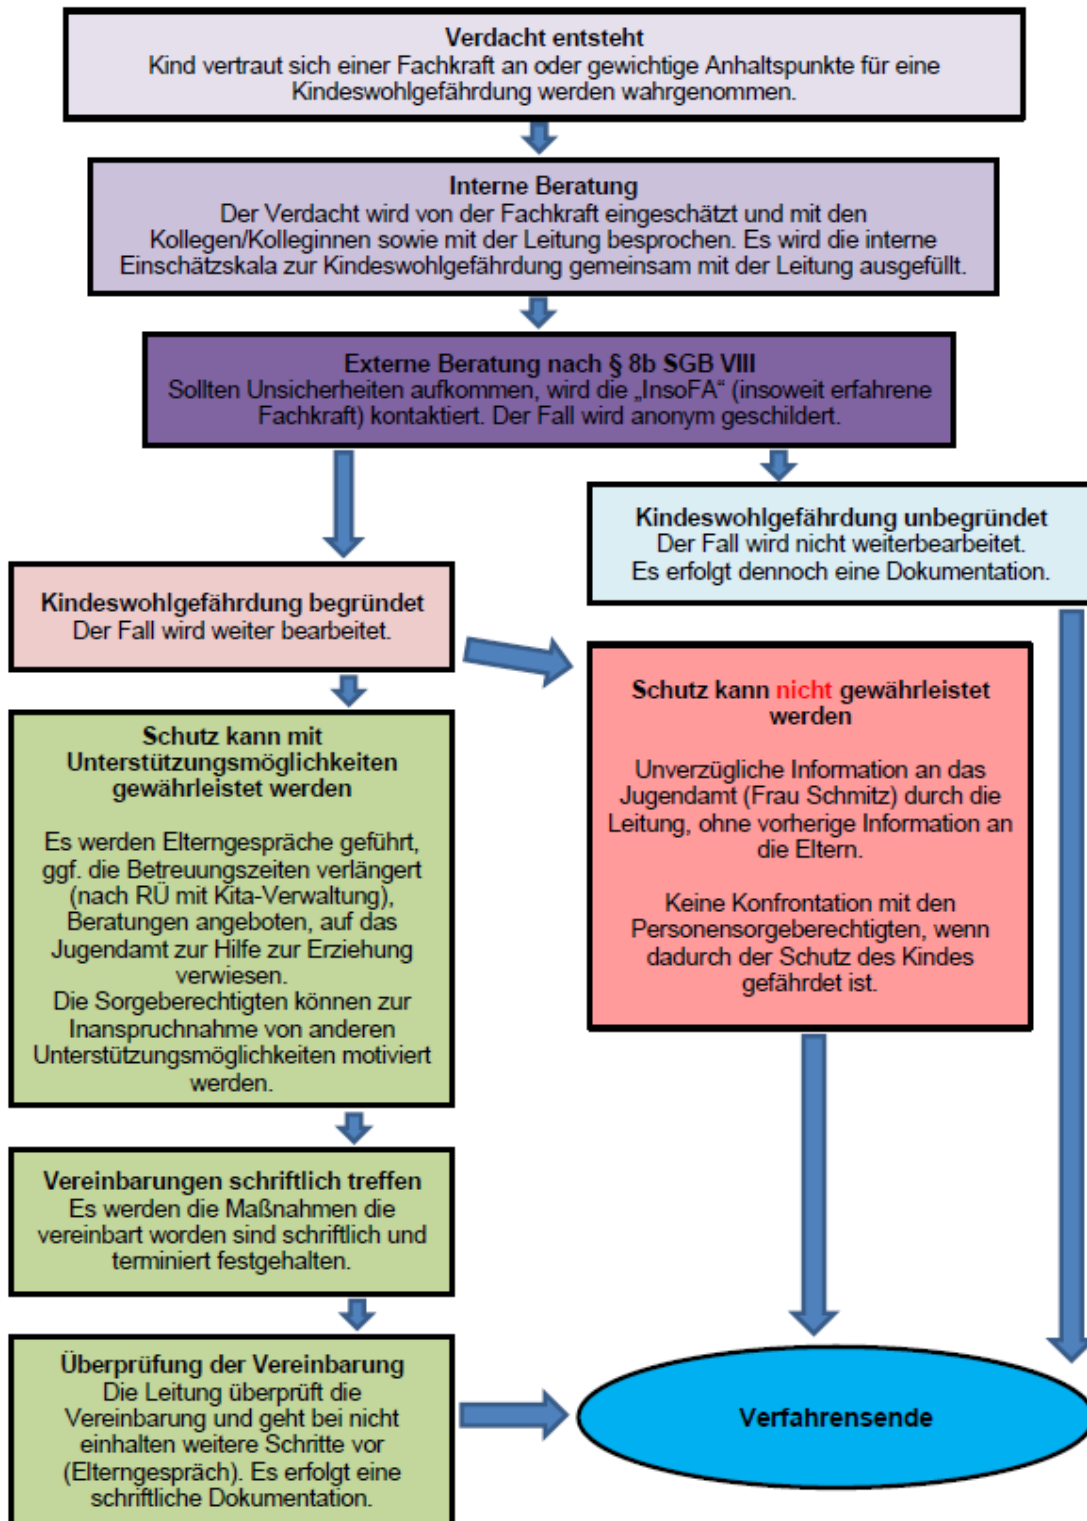 Verdacht entsteht
Kind vertraut sich einer Fachkraft an oder gewichtige Anhaltspunkte für eine
Kindeswohlgefährdung werden wahrgenommen.
Interne Beratung
Der Verdacht wird von der Fachkraft eingeschätzt und mit den
Kollegen/Kolleginnen sowie mit der Leitung besprochen. Es wird die interne
Einschätzskala zur Kindeswohlgefährdung gemeinsam mit der Leitung ausgefüllt.
Externe Beratung nach § 8b SGB VIII
Sollten Unsicherheiten aufkommen, wird die „InsoFA“ (insoweit erfahrene
Fachkraft) kontaktiert. Der Fall wird anonym geschildert.
Kindeswohlgefährdung unbegründet
Der Fall wird nicht weiterbearbeitet.
Es erfolgt dennoch eine Dokumentation.
Kindeswohlgefährdung begründet
Der Fall wird weiter bearbeitet.
Schutz kann nicht gewährleistet
werden
Unverzügliche Information an das
Jugendamt (Frau Schmitz) durch die
Leitung, ohne vorherige Information an
die Eltern.
Keine Konfrontation mit den
Personensorgeberechtigten, wenn
dadurch der Schutz des Kindes
gefährdet ist.
Schutz kann mit
Unterstützungsmöglichkeiten
gewährleistet werden
Es werden Elterngespräche geführt,
ggf. die Betreuungszeiten verlängert
(nach RÜ mit Kita-Verwaltung),
Beratungen angeboten, auf das
Jugendamt zur Hilfe zur Erziehung
verwiesen.
Die Sorgeberechtigten können zur
Inanspruchnahme von anderen
Unterstützungsmöglichkeiten motiviert
werden.
Vereinbarungen schriftlich treffen
Es werden die Maßnahmen die
vereinbart worden sind schriftlich und
terminiert festgehalten.
Überprüfung der Vereinbarung
Die Leitung überprüft die
Vereinbarung und geht bei nicht
einhalten weitere Schritte vor
(Elterngespräch). Es erfolgt eine
schriftliche Dokumentation.
Verfahrensende